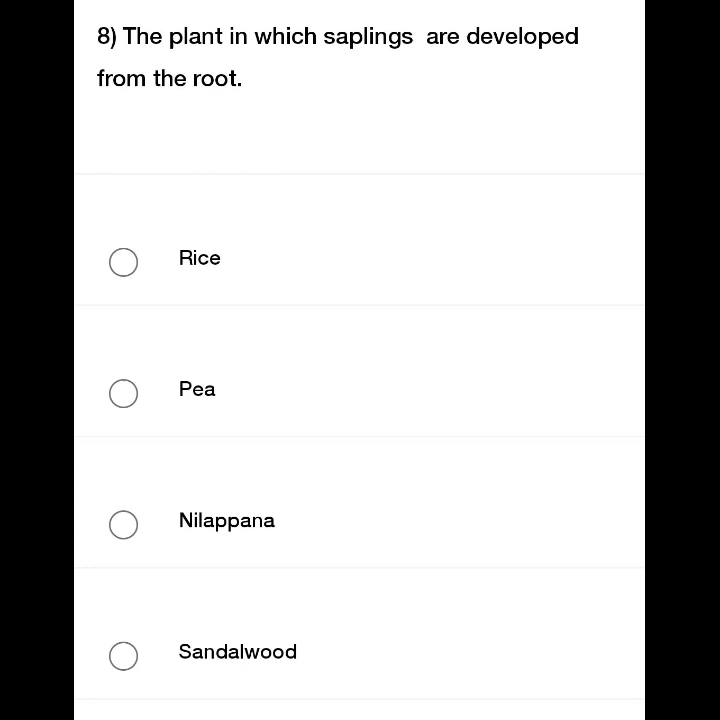 8) The plant in which saplings  are developed
from the root.
Rice
Pea
Nilappana
Sandalwood